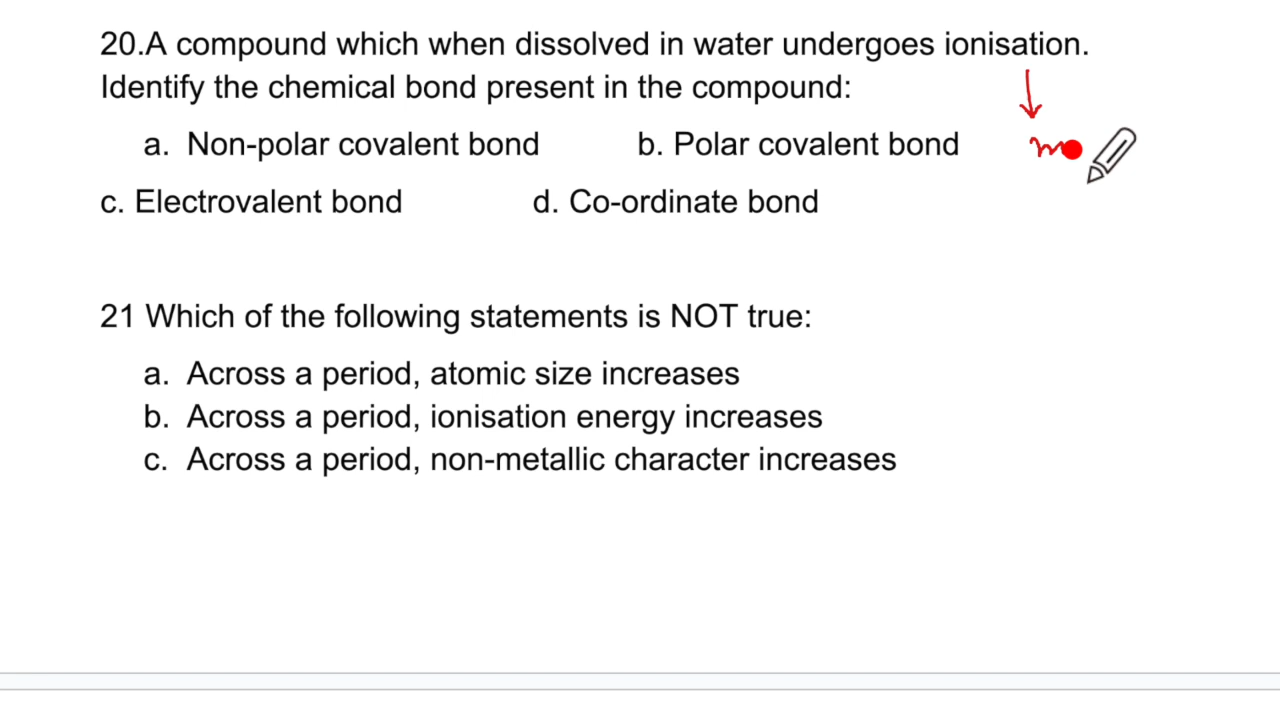 20.A compound which when dissolved in water undergoes ionisation.
Identify the chemical bond present in the compound:
a. Non-polar covalent bond b. Polar covalent bond
c. Electrovalent bond d. Co-ordinate bond
21 Which of the following statements is NOT true:
a. Across a period, atomic size increases
b. Across a period, ionisation energy increases
c. Across a period, non-metallic character increases